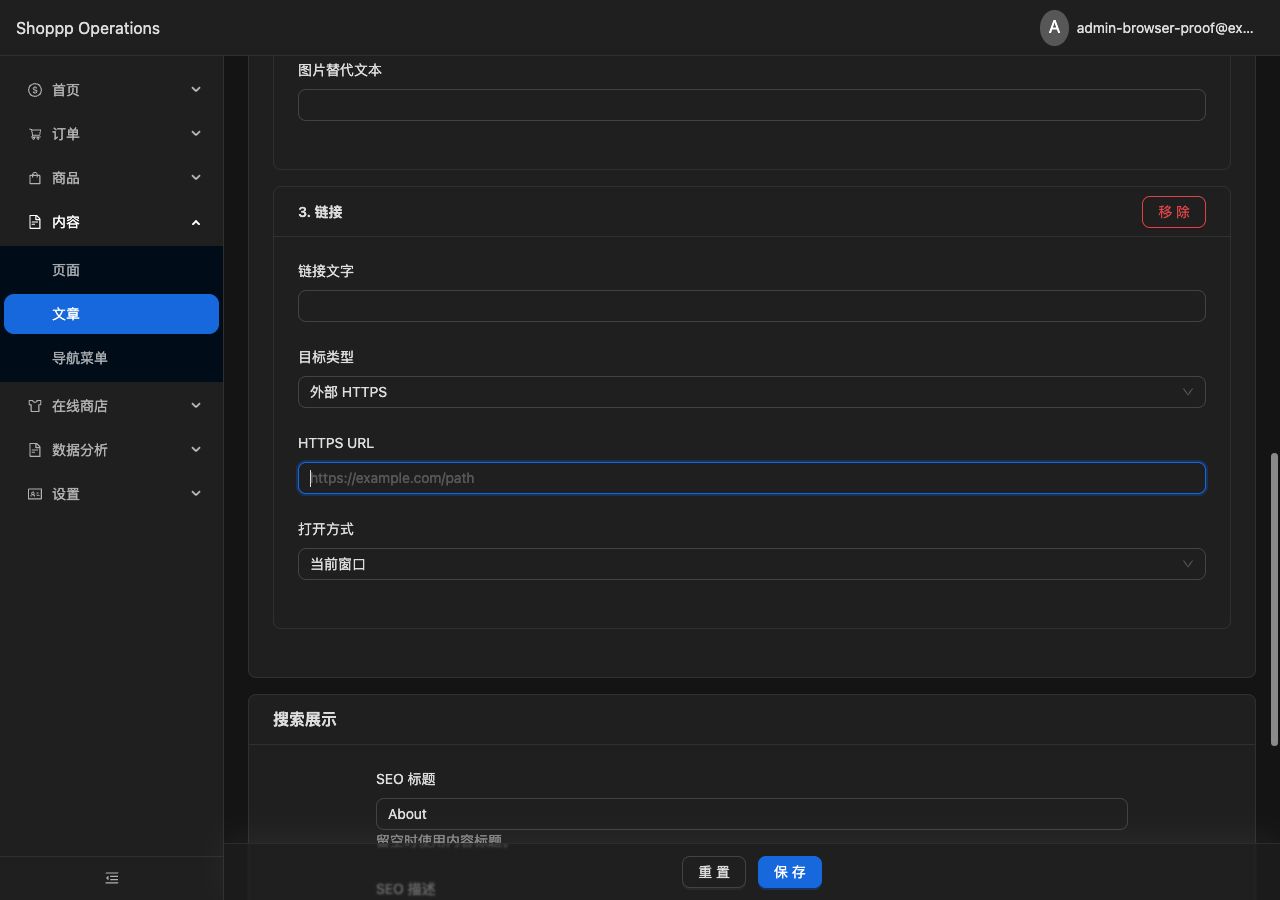 Shoppp Operations
A
admin-browser-proof@ex...
首页
订单
商品
内容
页面
文章
导航菜单
在线商店
数据分析
设置
图片替代文本
3. 链接
移 除
链接文字
目标类型
外部 HTTPS
HTTPS URL
https://example.com/path
打开方式
当前窗口
搜索展示
SEO 标题
About
留空时使用内容标题。
SEO 描述
重 置
保 存